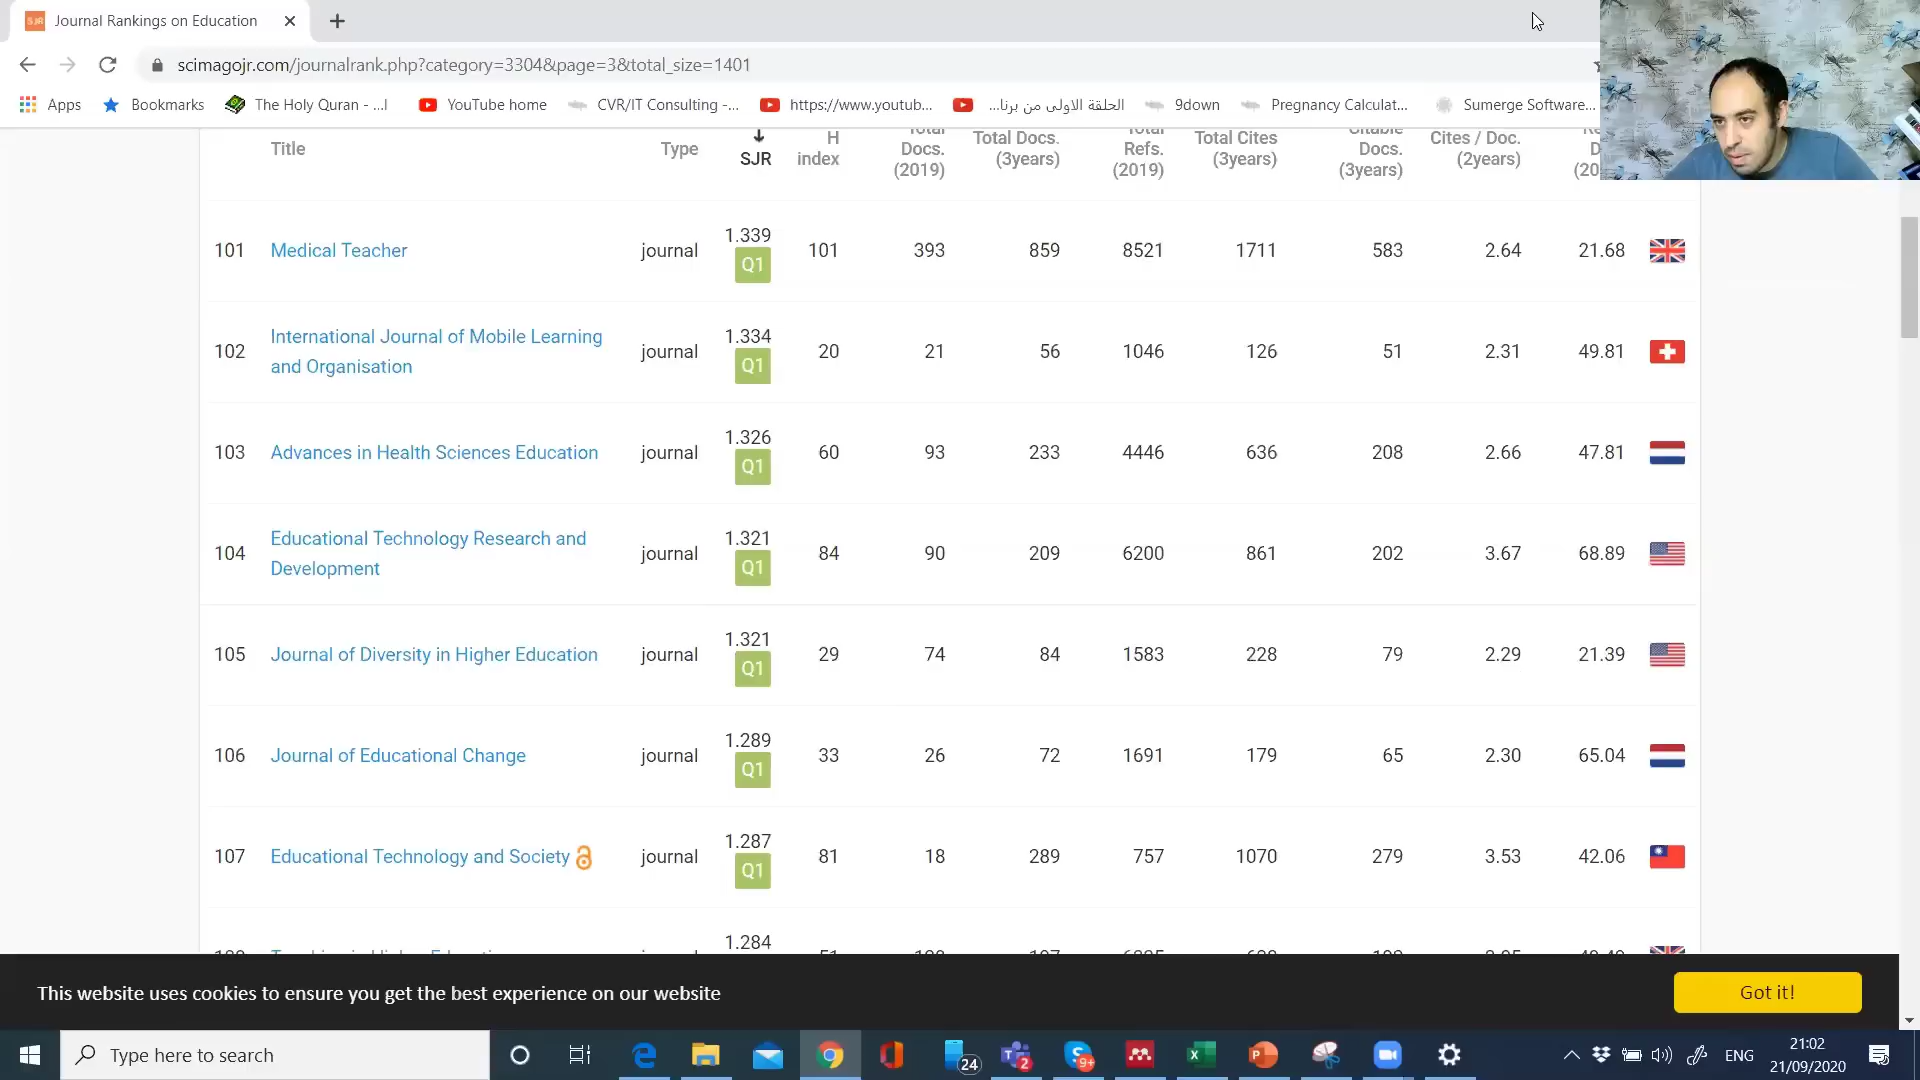 Journal Rankings on Education
scimagojr.com/journalrank.php?category=3304&page=3&total_size=1401
Apps Bookmarks The Holy Quran - ...l YouTube home CVR/IT Consulting -... https://www.youtub... الحلقة الاولى من برنا... 9down Pregnancy Calculat... Sumerge Software...
Title Type SJR H index Total Docs. (2019) Total Docs. (3years) Total Refs. (2019) Total Cites (3years) Citable Docs. (3years) Cites / Doc. (2years)
101 Medical Teacher journal 1.339 Q1 101 393 859 8521 1711 583 2.64 21.68
102 International Journal of Mobile Learning and Organisation journal 1.334 Q1 20 21 56 1046 126 51 2.31 49.81
103 Advances in Health Sciences Education journal 1.326 Q1 60 93 233 4446 636 208 2.66 47.81
104 Educational Technology Research and Development journal 1.321 Q1 84 90 209 6200 861 202 3.67 68.89
105 Journal of Diversity in Higher Education journal 1.321 Q1 29 74 84 1583 228 79 2.29 21.39
106 Journal of Educational Change journal 1.289 Q1 33 26 72 1691 179 65 2.30 65.04
107 Educational Technology and Society journal 1.287 Q1 81 18 289 757 1070 279 3.53 42.06
1.284
This website uses cookies to ensure you get the best experience on our website
Got it!
Type here to search
24 2 9+
ENG
21:02
21/09/2020